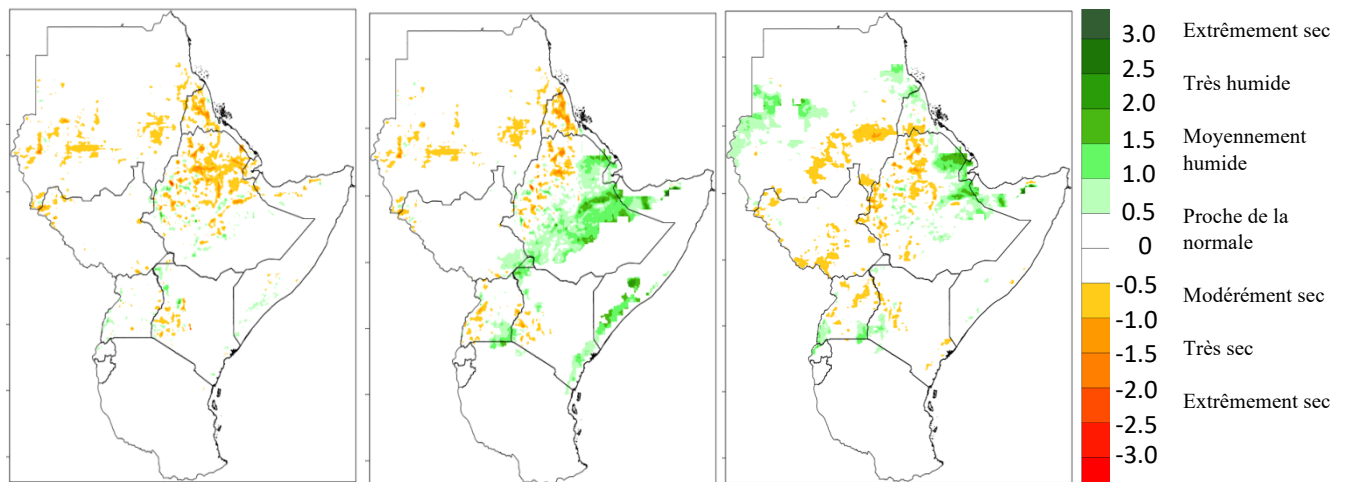 3.0
Extrêmement sec
2.5
Très humide
2.0
1.5
Moyennement
humide
1.0
0.5
Proche de la
normale
0
-0.5
Modérément sec
-1.0
Très sec
-1.5
-2.0
Extrêmement sec
-2.5
-3.0